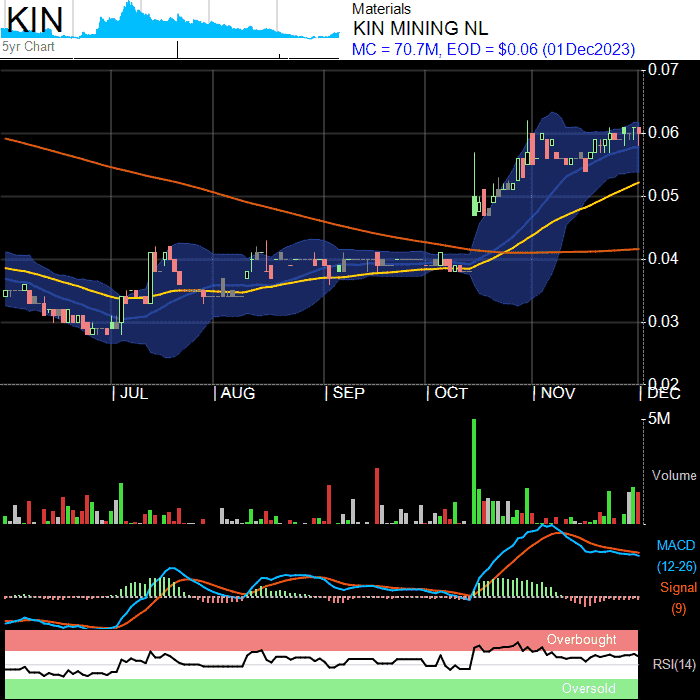 KIN
5yr Chart
Materials
KIN MINING NL
MC = 70.7M, EOD = $0.06 (01Dec2023)
0.07
0.06
0.05
0.04
0.03
0.02
JUL AUG SEP OCT NOV DEC
5M
Volume
MACD
(12-26)
Signal
(9)
Overbought
RSI(14)
Oversold